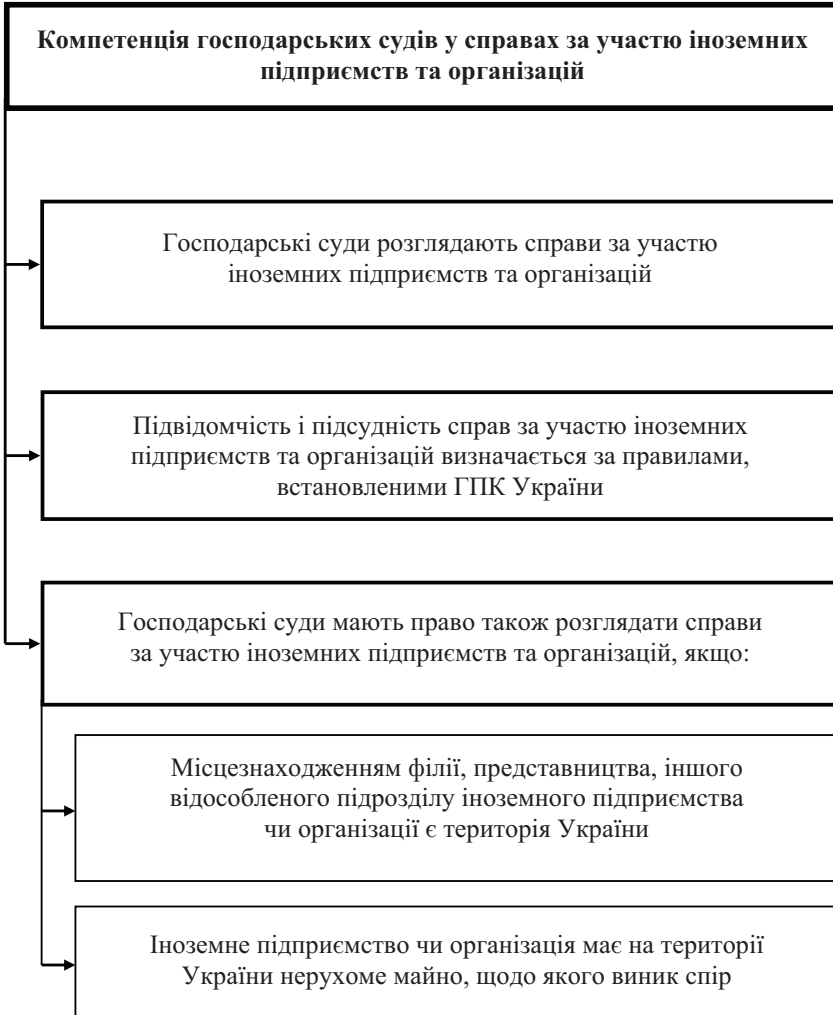 Компетенція господарських судів у справах за участю іноземних
підприємств та організацій
Господарські суди розглядають справи за участю
іноземних підприємств та організацій
Підвідомчість і підсудність справ за участю іноземних
підприємств та організацій визначається за правилами,
встановленими ГПК України
Господарські суди мають право також розглядати справи
за участю іноземних підприємств та організацій, якщо:
Місцезнаходженням філії, представництва, іншого
відособленого підрозділу іноземного підприємства
чи організації є територія України
Іноземне підприємство чи організація має на території
України нерухоме майно, щодо якого виник спір